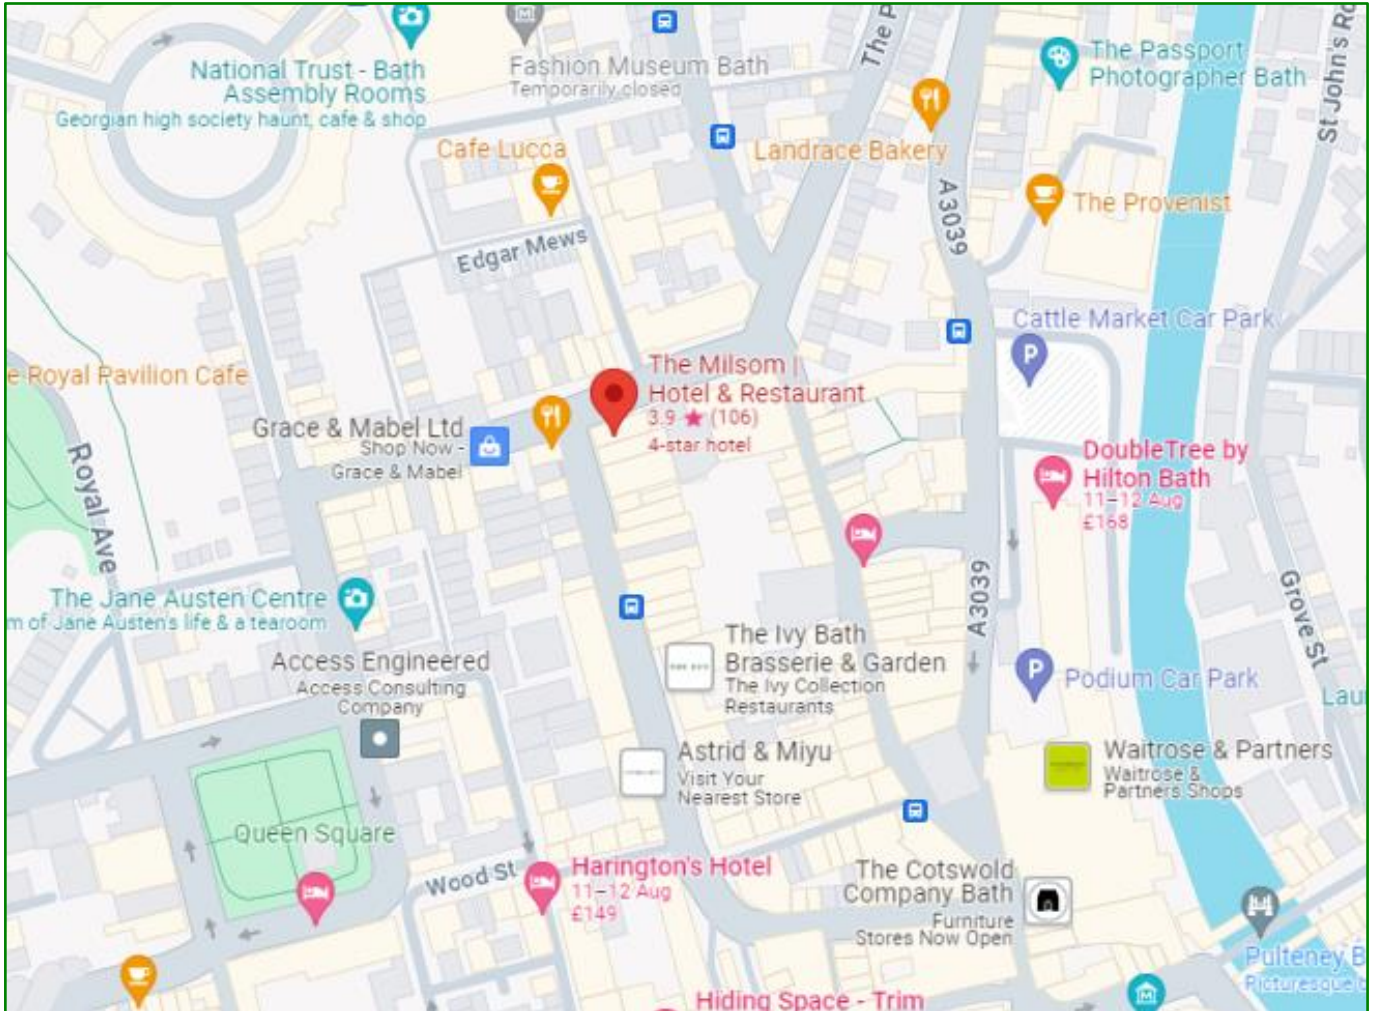 National Trust - Bath
Assembly Rooms
Georgian high society haunt, cafe & shop
Fashion Museum Bath
Temporarily closed
The P
The Passport
Photographer Bath
St John's Ro
Cafe Lucca
Landrace Bakery
A3039
The Provenist
Edgar Mews
Cattle Market Car Park
P
e Royal Pavilion Cafe
The Milsom |
Hotel & Restaurant
3.9 ★ (106)
4-star hotel
Grace & Mabel Ltd
Shop Now -
Grace & Mabel
Royal Ave
DoubleTree by
Hilton Bath
11–12 Aug
£168
The Jane Austen Centre
m of Jane Austen's life & a tearoom
A3039
Grove St
Access Engineered
Access Consulting
Company
The Ivy Bath
Brasserie & Garden
The Ivy Collection
Restaurants
P
Podium Car Park
Lau
Astrid & Miyu
Visit Your
Nearest Store
Waitrose & Partners
Waitrose &
Partners Shops
Queen Square
Wood St
Harington's Hotel
11–12 Aug
£149
The Cotswold
Company Bath
Furniture
Stores Now Open
Pulteney B
Picturesque
Hiding Space - Trim